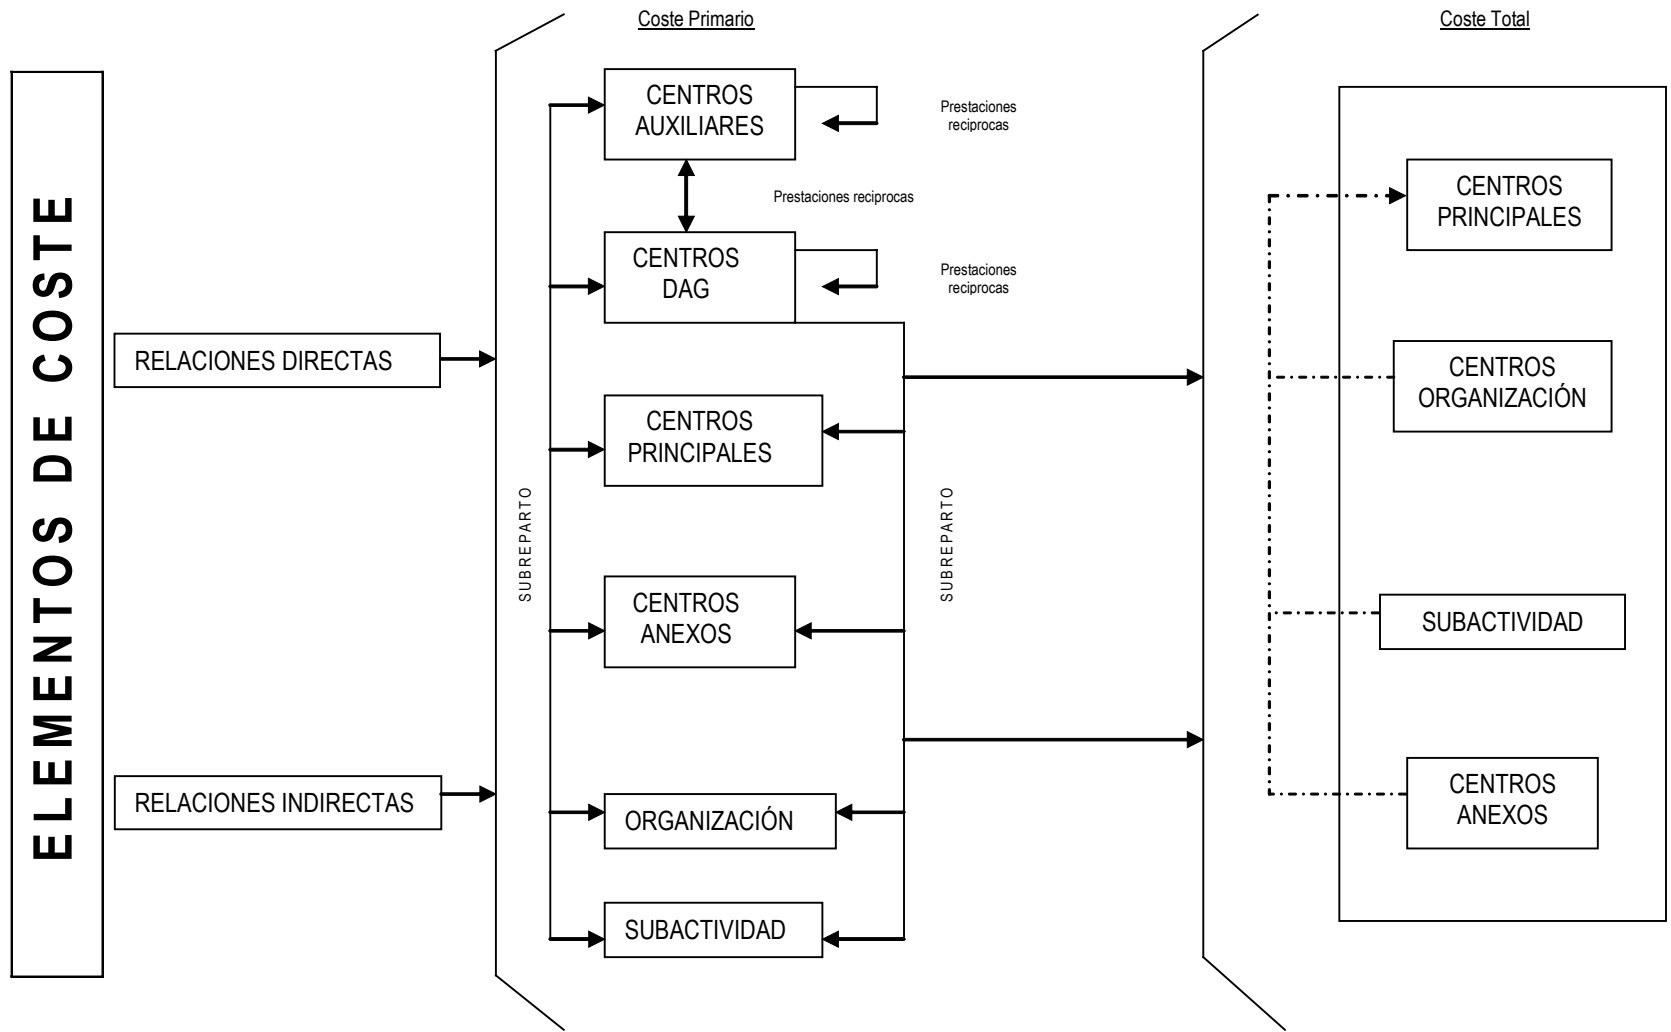 ELEMENTOS DE COSTE
RELACIONES DIRECTAS
RELACIONES INDIRECTAS
Coste Primario
SUBREPARTO
CENTROS
AUXILIARES
Prestaciones
reciprocas
Prestaciones reciprocas
CENTROS
DAG
Prestaciones
reciprocas
CENTROS
PRINCIPALES
CENTROS
ANEXOS
ORGANIZACIÓN
SUBACTIVIDAD
SUBREPARTO
Coste Total
CENTROS
PRINCIPALES
CENTROS
ORGANIZACIÓN
SUBACTIVIDAD
CENTROS
ANEXOS